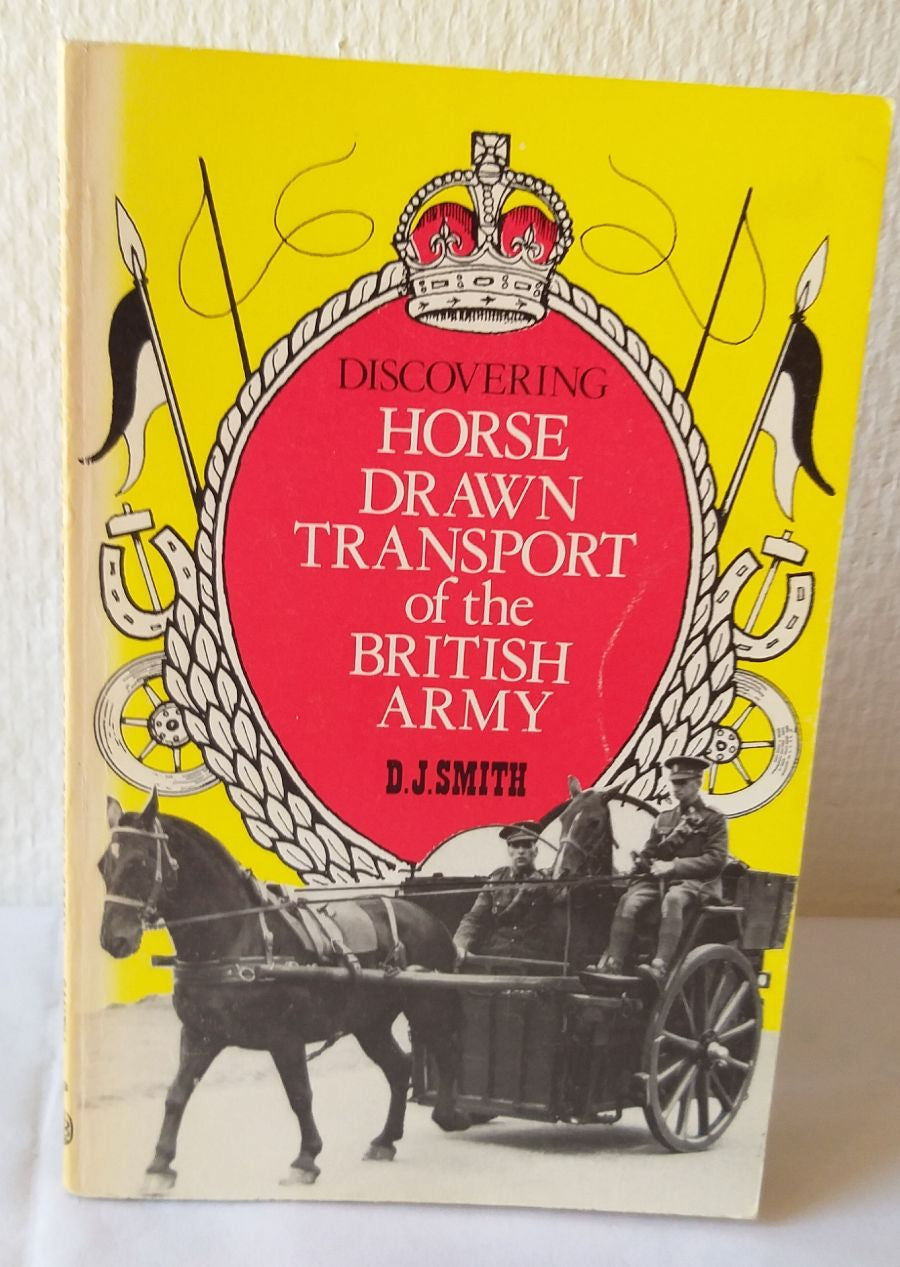 DISCOVERING
HORSE
DRAWN
TRANSPORT
of the
BRITISH
ARMY
D.J.SMITH